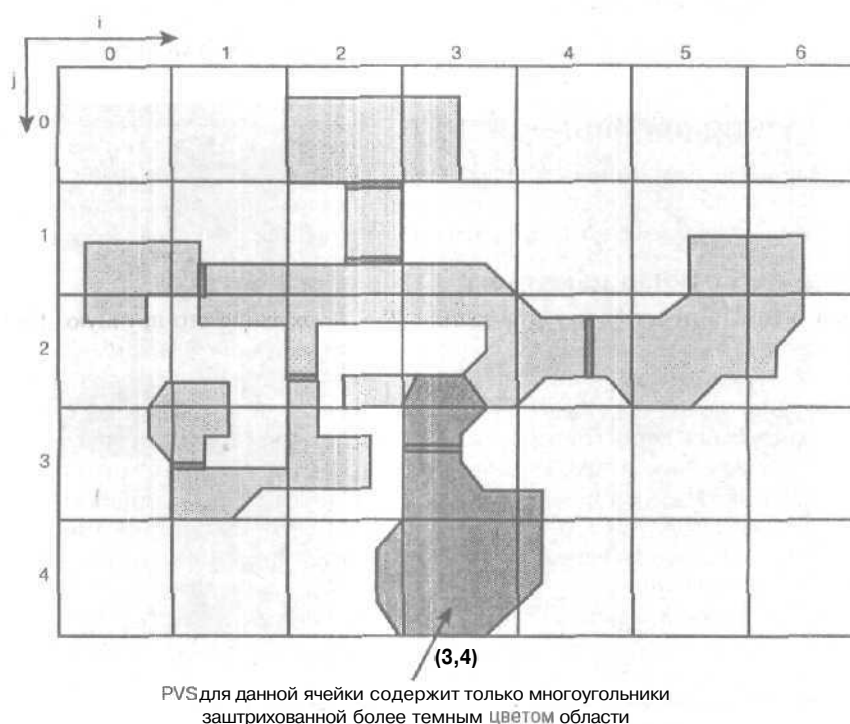 i
0 1 2 3 4 5 6
j
0
1
2
3
4
(3,4)
PVS для данной ячейки содержит только многоугольники
заштрихованной более темным цветом области